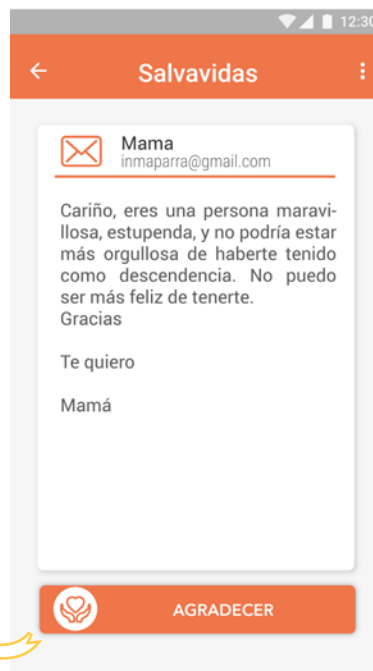 12:30
Salvavidas
Mama
inmaparra@gmail.com
Cariño, eres una persona maravi-
llosa, estupenda, y no podría estar
más orgullosa de haberte tenido
como descendencia. No puedo
ser más feliz de tenerte.
Gracias
Te quiero
Mamá
AGRADECER